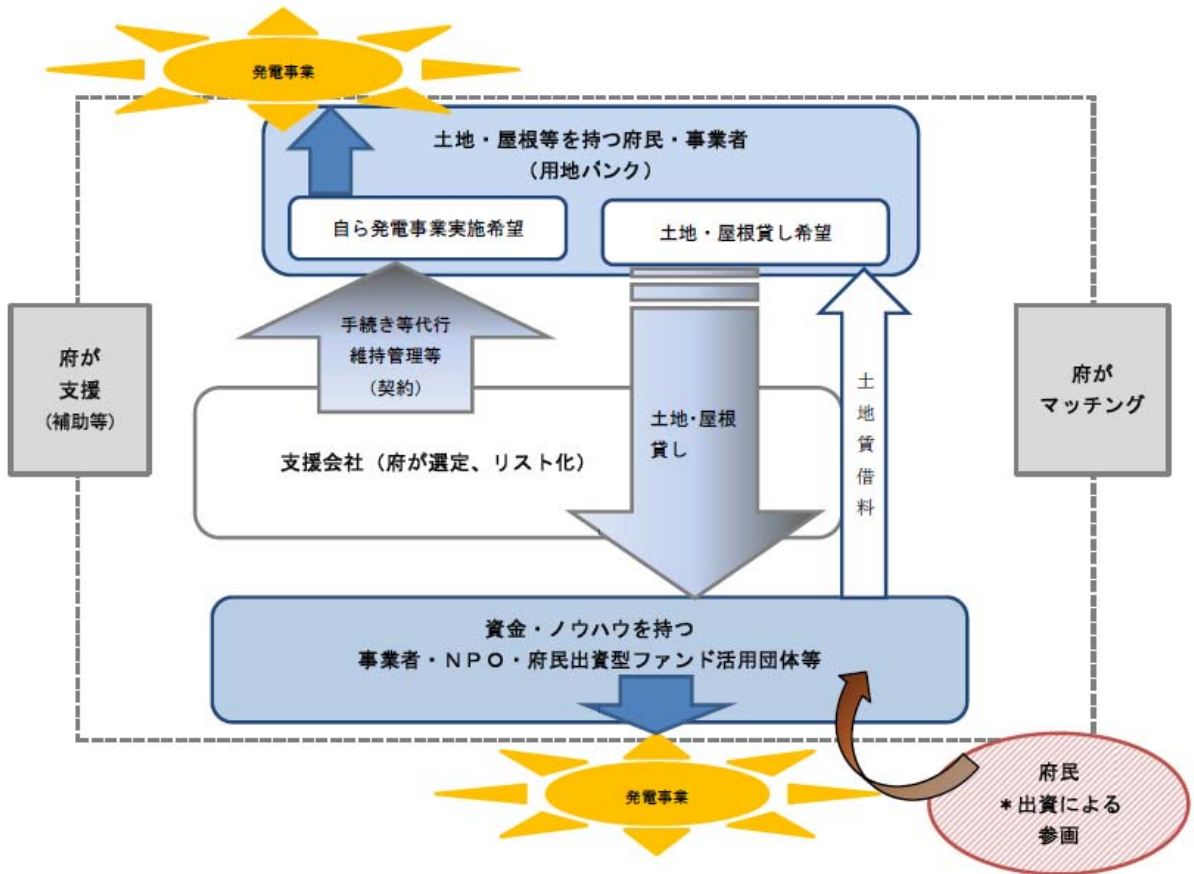 発電事業
土地・屋根等を持つ府民・事業者
（用地バンク）
自ら発電事業実施希望
土地・屋根貸し希望
手続き等代行
維持管理等
（契約）
府が
支援
（補助等）
府が
マッチング
土地・屋根
貸し
土地賃借料
支援会社（府が選定、リスト化）
資金・ノウハウを持つ
事業者・ＮＰＯ・府民出資型ファンド活用団体等
発電事業
府民
＊出資による
参画